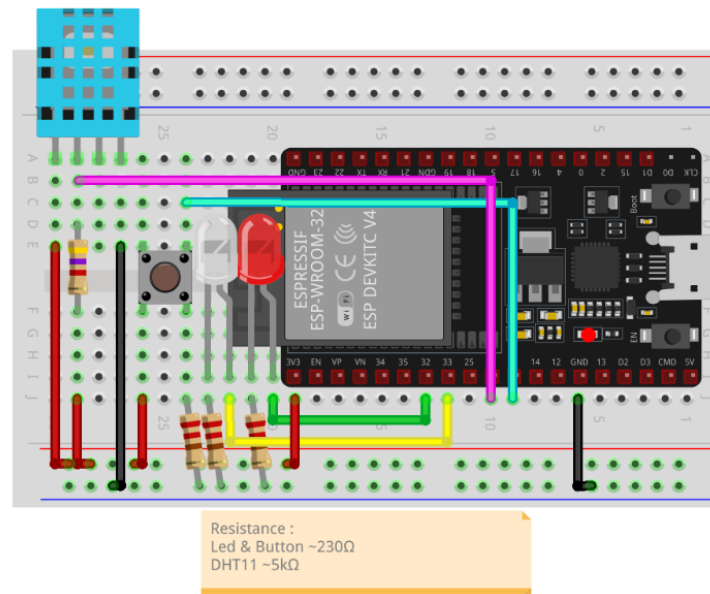 25
20
15
10
5
1
A
B
C
D
E
F
G
H
I
J
GND 23 22 TX RX 21 GND 19 18 5 17 16 4 0 2 15 D1 D0 CLK
Boot
ESPRESSIF
ESP-WROOM-32
WiFi
CE
ESP DEVKITC V4
EN
3V3 EN VP VN 34 35 32 33 25 14 12 GND 13 D2 D3 CMD 5V
25
10
5
1
Resistance :
Led & Button ~230Ω
DHT11 ~5kΩ